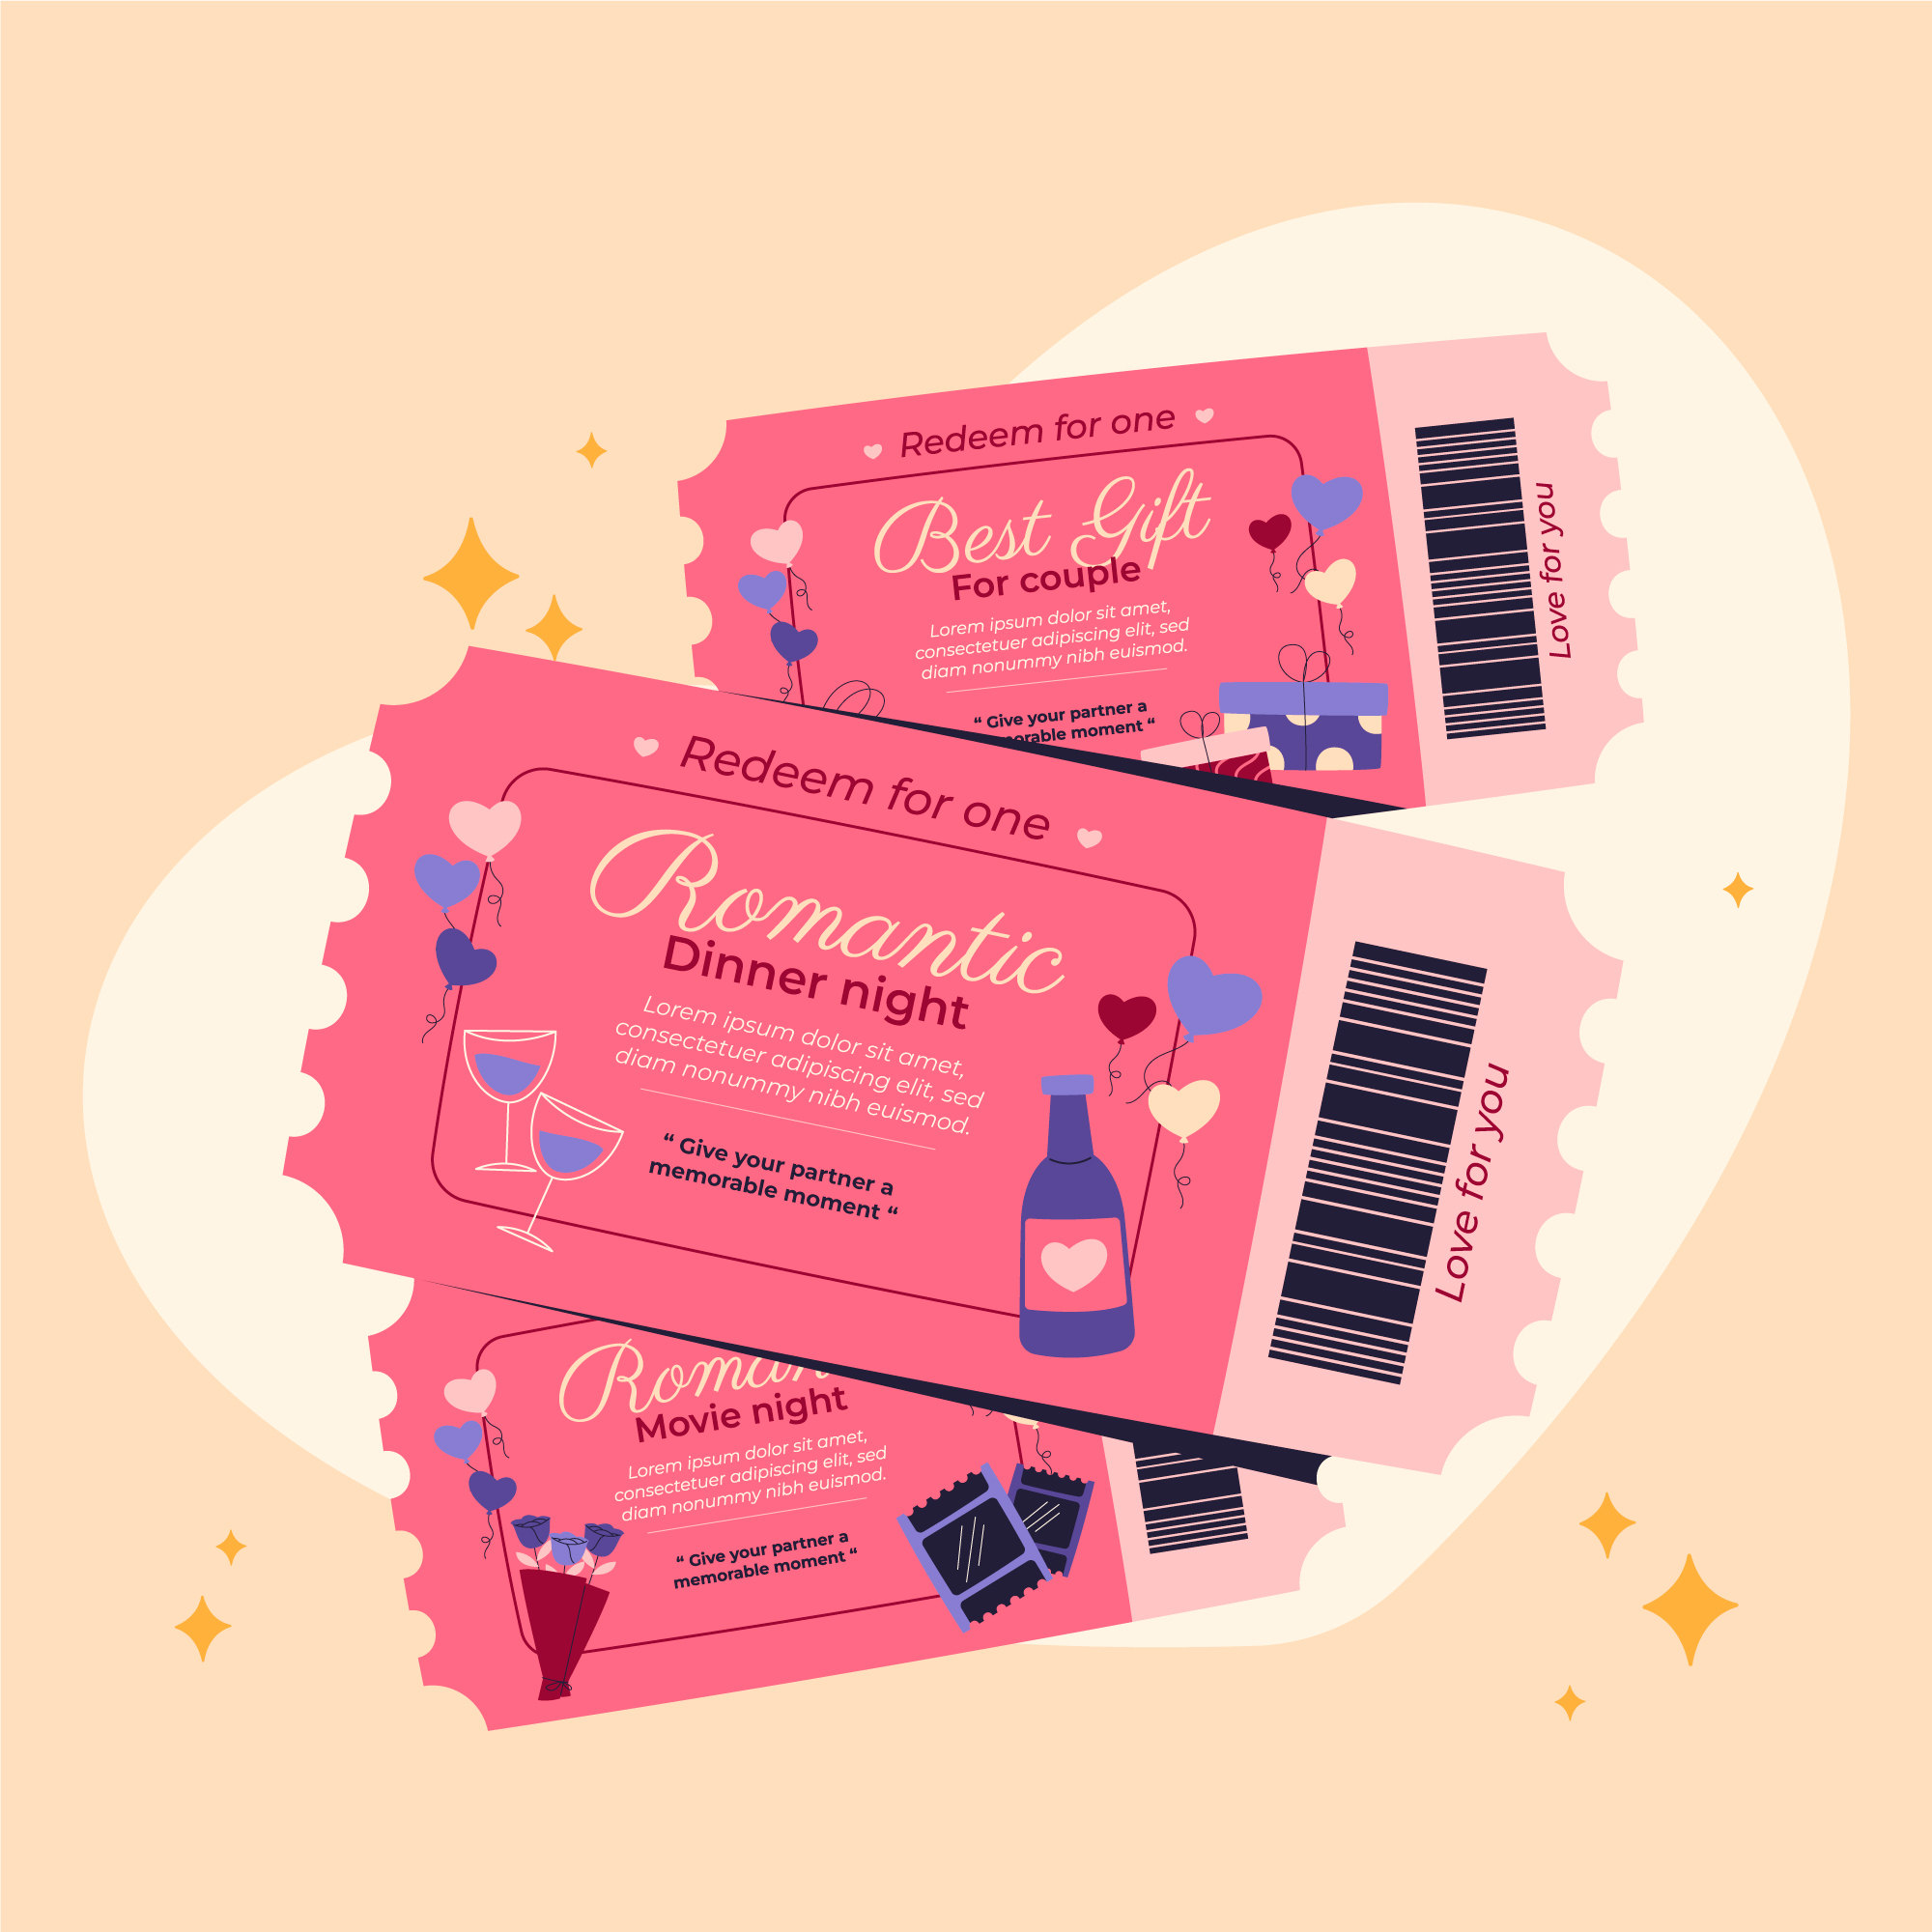 Redeem for one
Best Gift
For couple
Lorem ipsum dolor sit amet,
consectetuer adipiscing elit, sed
diam nonummy nibh euismod.
“ Give your partner a
morable moment “
Love for you
Redeem for one
Romantic
Dinner night
Lorem ipsum dolor sit amet,
consectetuer adipiscing elit, sed
diam nonummy nibh euismod.
“ Give your partner a
memorable moment “
Love for you
Roman
Movie night
Lorem ipsum dolor sit amet,
consectetuer adipiscing elit, sed
diam nonummy nibh euismod.
“ Give your partner a
memorable moment “